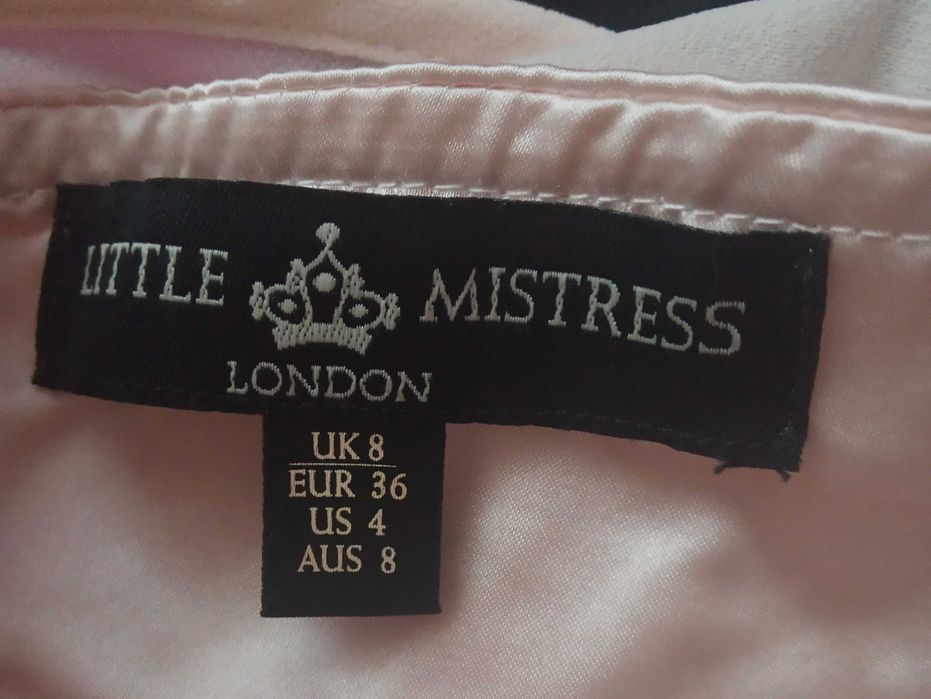 LITTLE MISTRESS
LONDON
UK 8
EUR 36
US 4
AUS 8